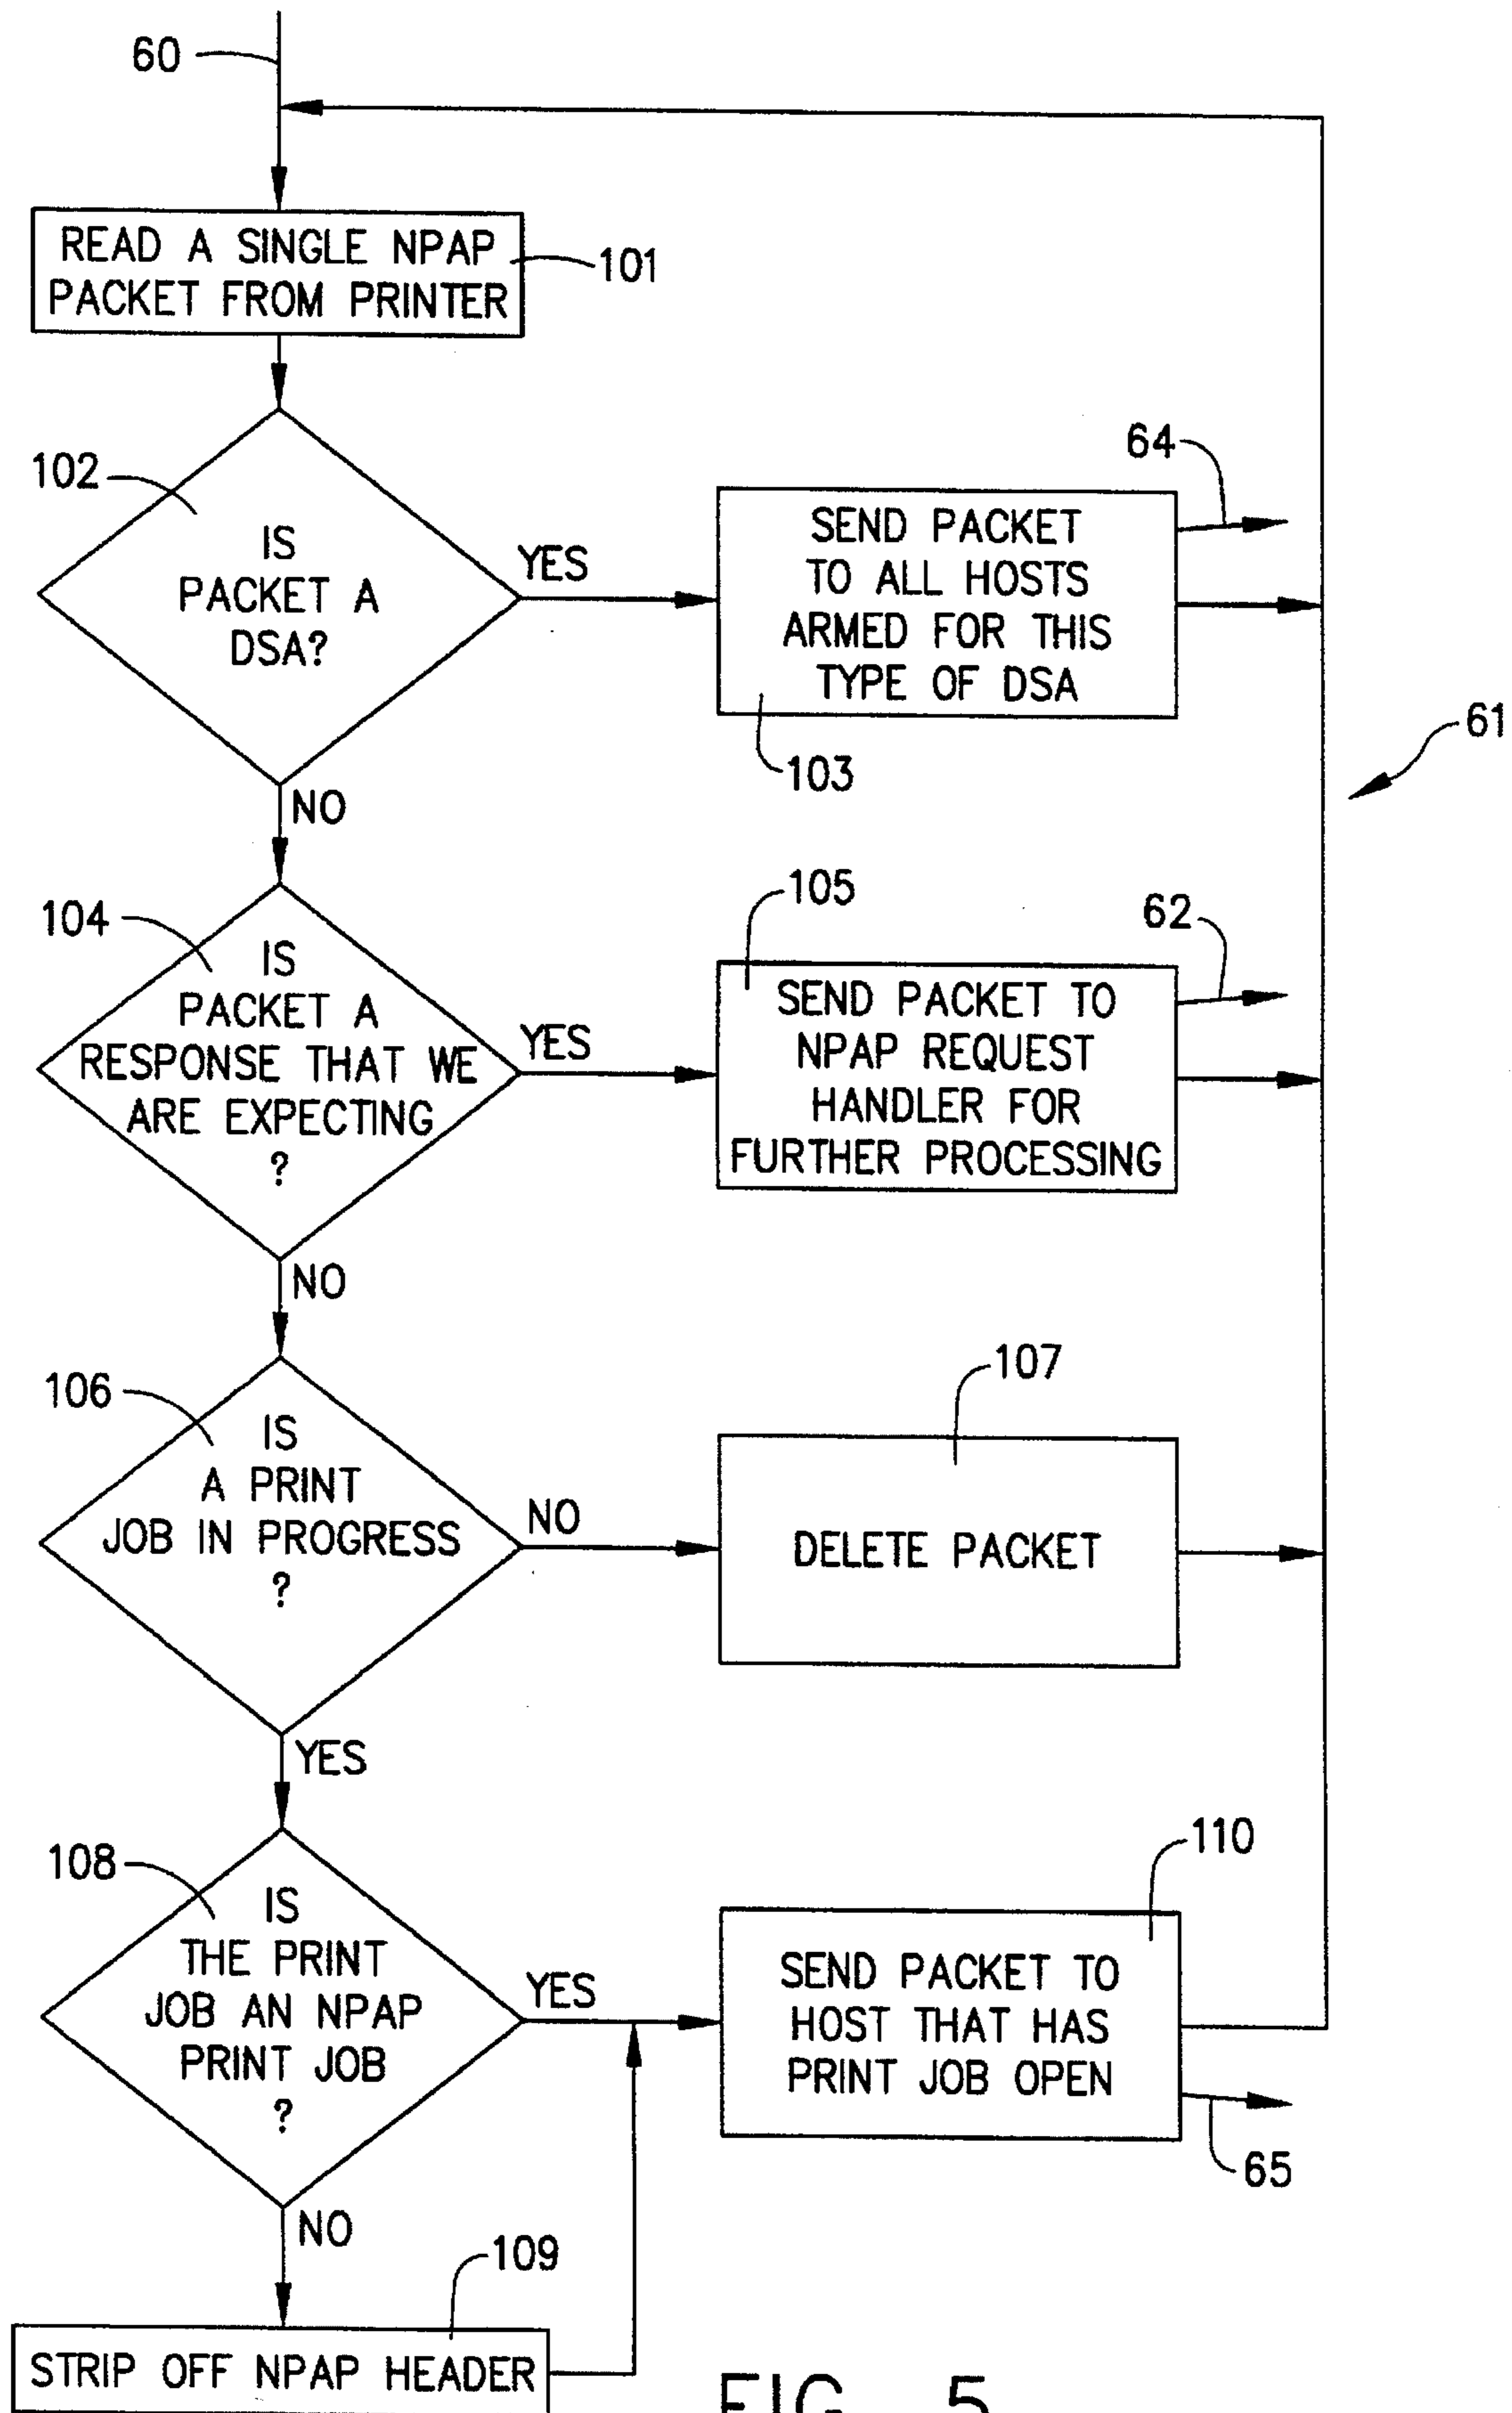 60
READ A SINGLE NPAP
PACKET FROM PRINTER
101
102
IS
PACKET A
DSA?
YES
SEND PACKET
TO ALL HOSTS
ARMED FOR THIS
TYPE OF DSA
64
103
61
NO
104
IS
PACKET A
RESPONSE THAT WE
ARE EXPECTING
?
YES
105
SEND PACKET TO
NPAP REQUEST
HANDLER FOR
FURTHER PROCESSING
62
NO
106
IS
A PRINT
JOB IN PROGRESS
?
NO
107
DELETE PACKET
YES
108
IS
THE PRINT
JOB AN NPAP
PRINT JOB
?
YES
110
SEND PACKET TO
HOST THAT HAS
PRINT JOB OPEN
65
NO
109
STRIP OFF NPAP HEADER
FIG. 5